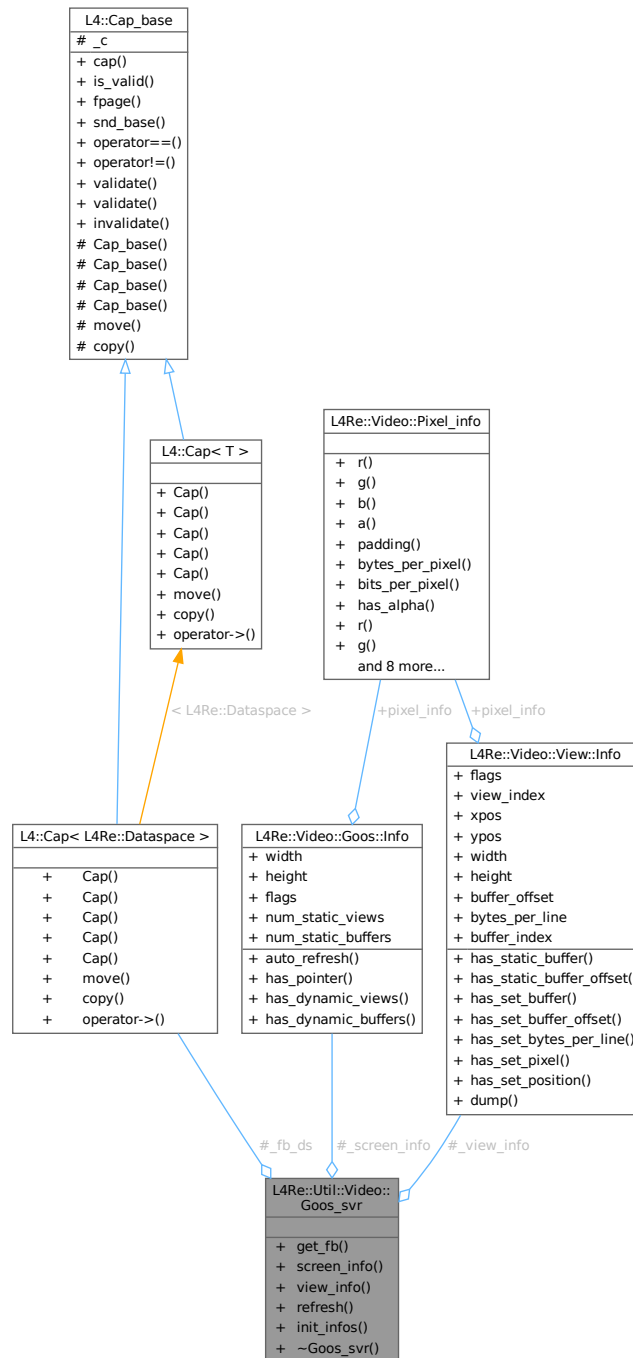 L4::Cap_base
# _c
+ cap()
+ is_valid()
+ fpage()
+ snd_base()
+ operator==()
+ operator!=()
+ validate()
+ validate()
+ invalidate()
# Cap_base()
# Cap_base()
# Cap_base()
# Cap_base()
# move()
# copy()
L4::Cap< T >
+ Cap()
+ Cap()
+ Cap()
+ Cap()
+ Cap()
+ move()
+ copy()
+ operator->()
L4Re::Video::Pixel_info
+ r()
+ g()
+ b()
+ a()
+ padding()
+ bytes_per_pixel()
+ bits_per_pixel()
+ has_alpha()
+ r()
+ g()
and 8 more...
< L4Re::Dataspace >
+pixel_info
+pixel_info
L4::Cap< L4Re::Dataspace >
+ Cap()
+ Cap()
+ Cap()
+ Cap()
+ Cap()
+ move()
+ copy()
+ operator->()
L4Re::Video::Goos::Info
+ width
+ height
+ flags
+ num_static_views
+ num_static_buffers
+ auto_refresh()
+ has_pointer()
+ has_dynamic_views()
+ has_dynamic_buffers()
L4Re::Video::View::Info
+ flags
+ view_index
+ xpos
+ ypos
+ width
+ height
+ buffer_offset
+ bytes_per_line
+ buffer_index
+ has_static_buffer()
+ has_static_buffer_offset()
+ has_set_buffer()
+ has_set_buffer_offset()
+ has_set_bytes_per_line()
+ has_set_pixel()
+ has_set_position()
+ dump()
#_fb_ds
#_screen_info
#_view_info
L4Re::Util::Video::
Goos_svr
+ get_fb()
+ screen_info()
+ view_info()
+ refresh()
+ init_infos()
+ ~Goos_svr()